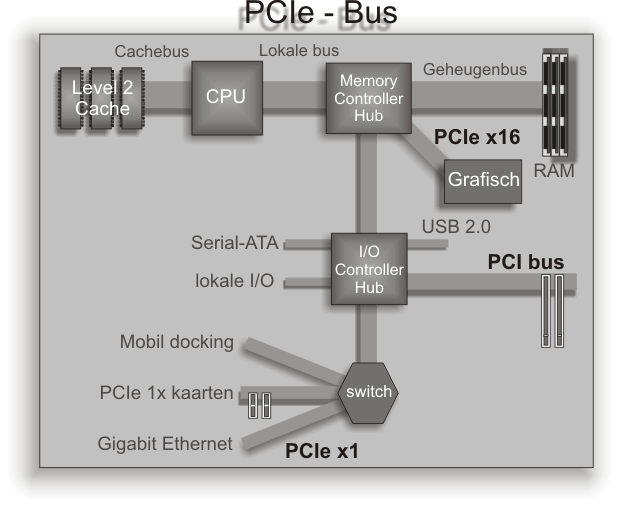 PCIe - Bus
Cachebus
Lokale bus
Geheugenbus
Level 2
Cache
CPU
Memory
Controller
Hub
PCIe x16
RAM
Grafisch
USB 2.0
Serial-ATA
I/O
Controller
Hub
PCI bus
lokale I/O
Mobil docking
PCIe 1x kaarten
switch
Gigabit Ethernet
PCIe x1